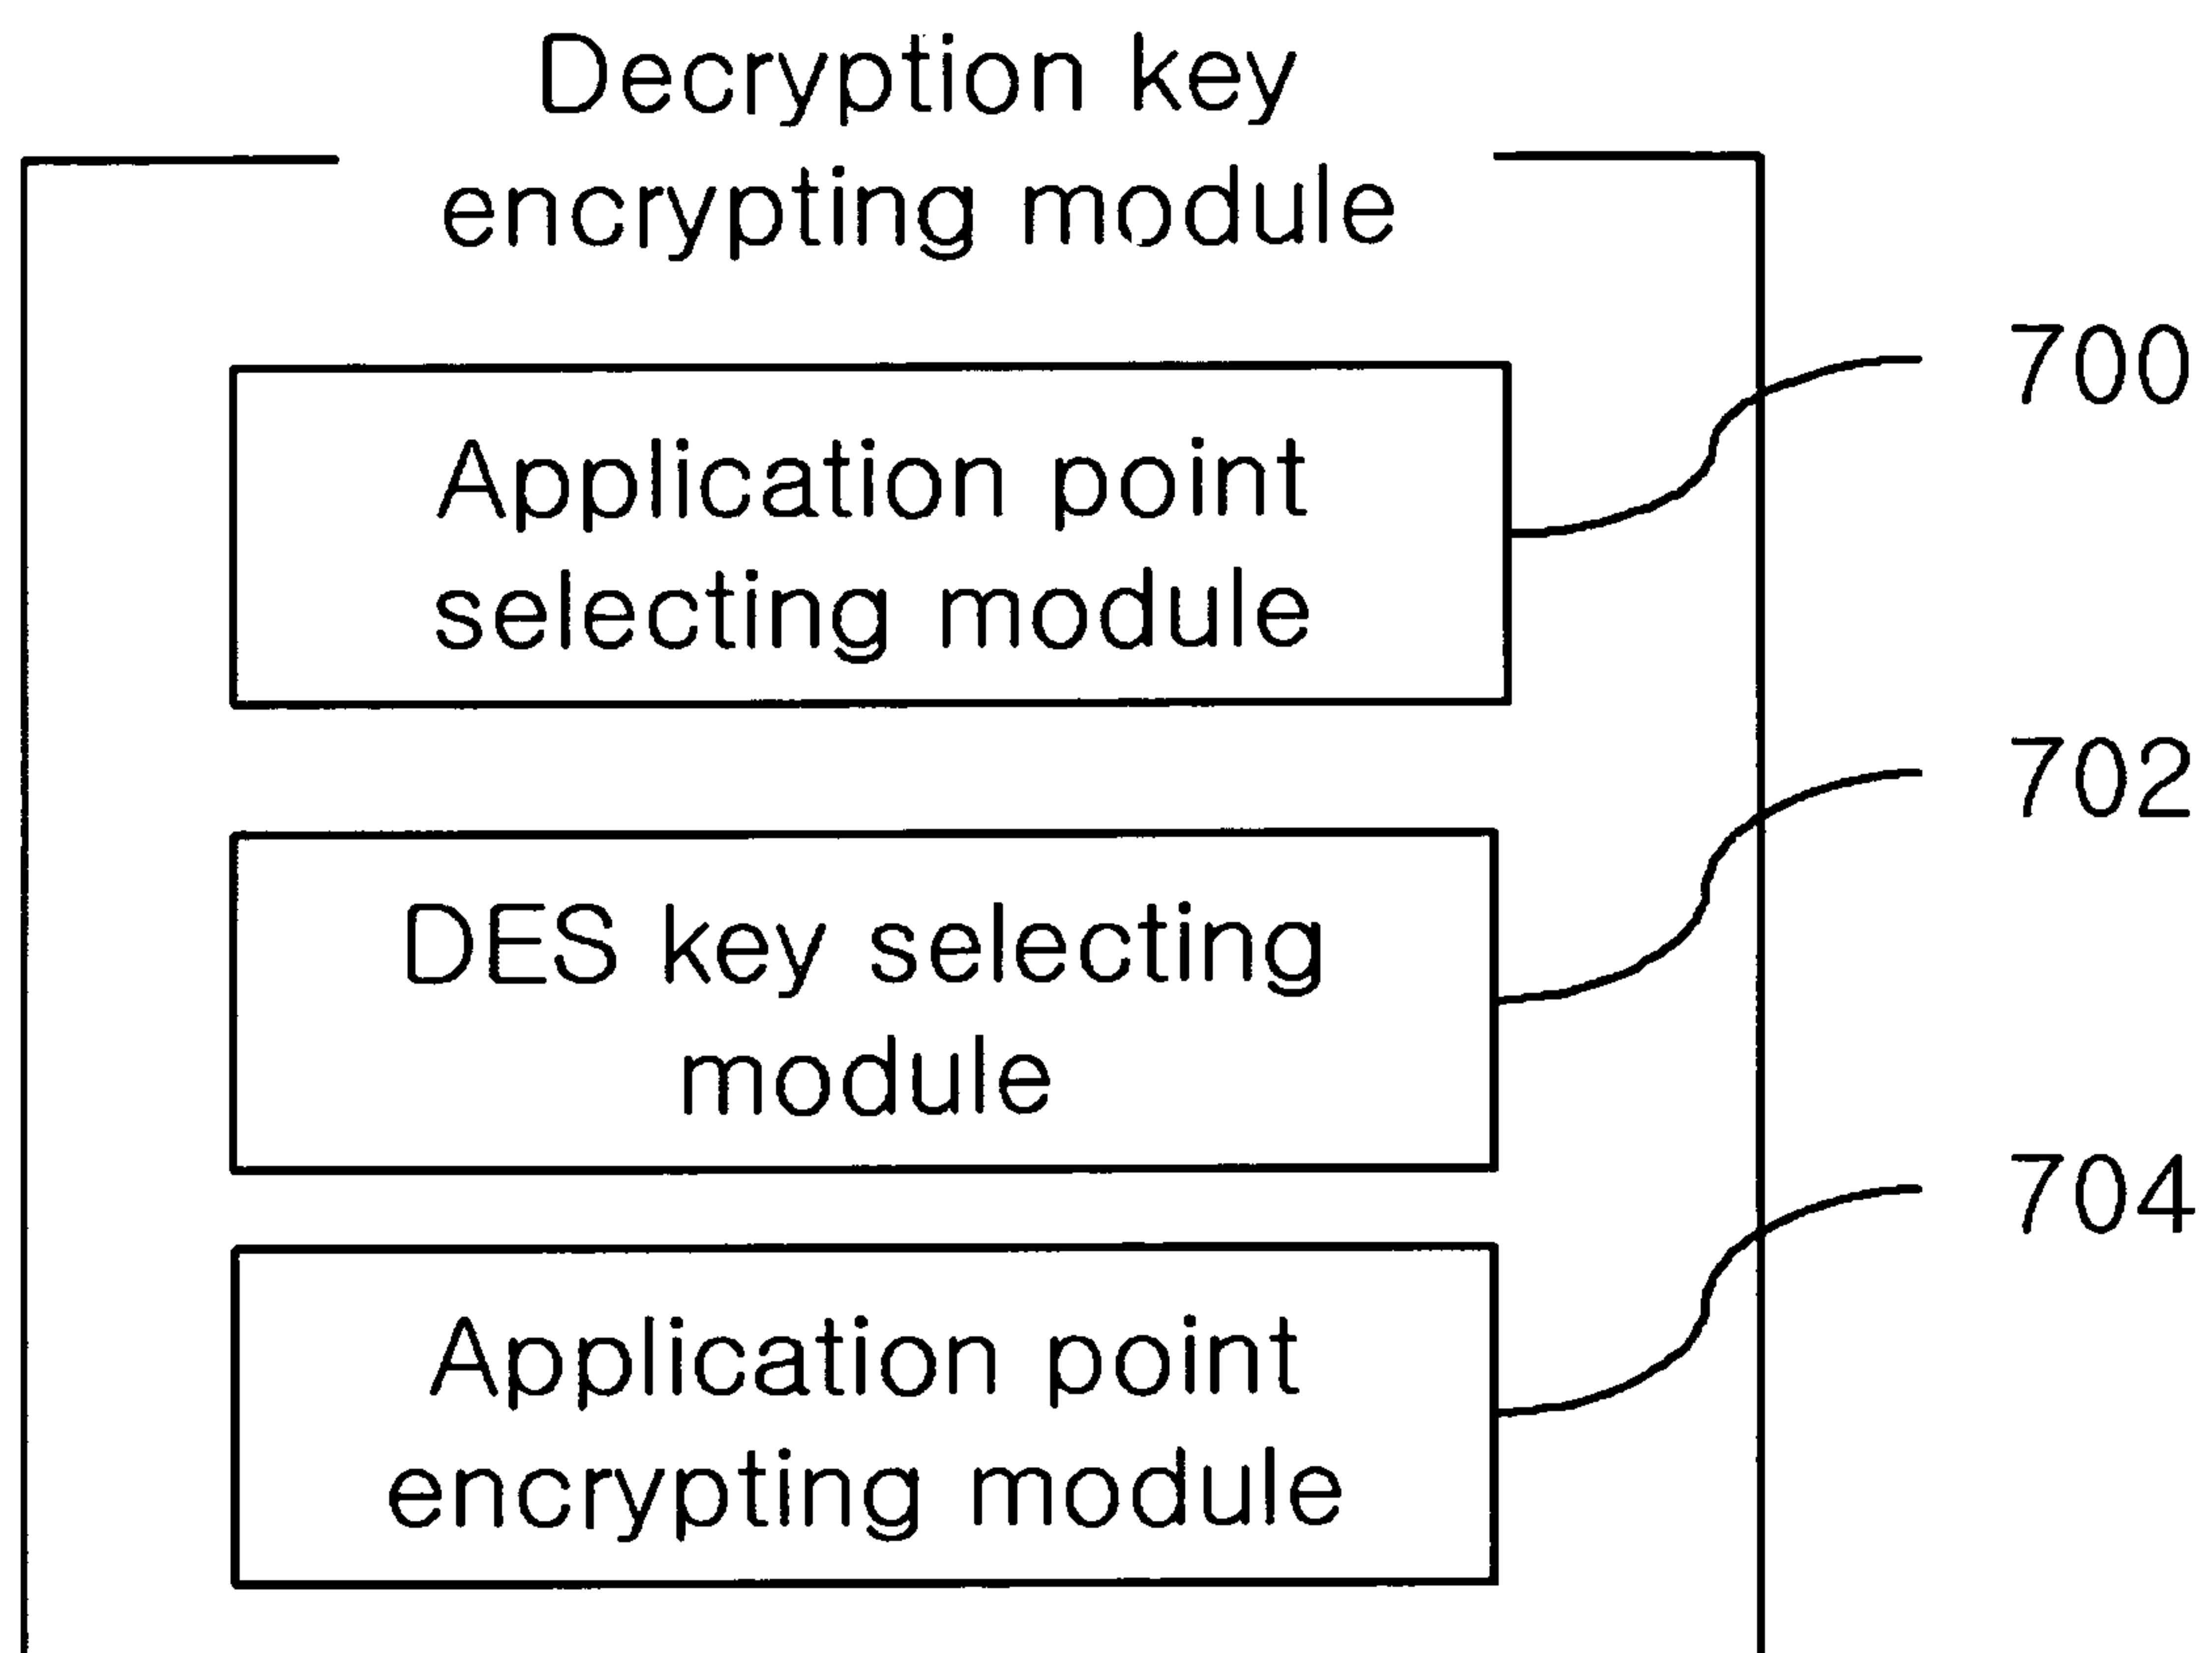 Decryption key
encrypting module
700
Application point
selecting module
702
DES key selecting
module
704
Application point
encrypting module